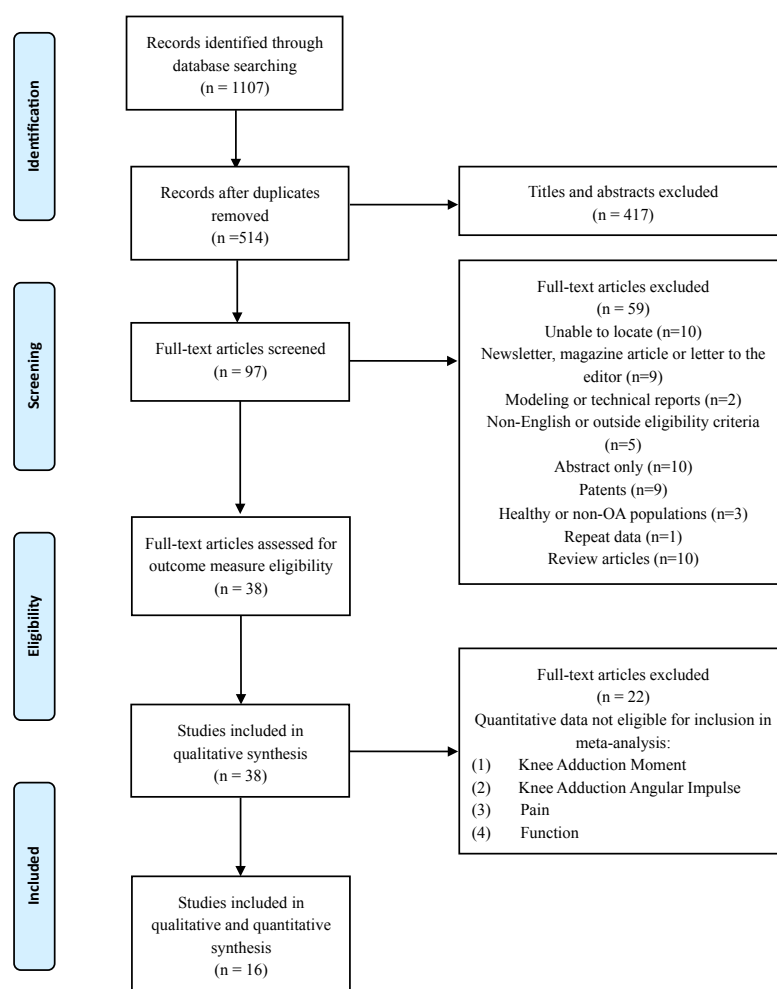 Identification
Records identified through
database searching
(n = 1107)
Records after duplicates
removed
(n =514)
Titles and abstracts excluded
(n = 417)
Screening
Full-text articles screened
(n = 97)
Full-text articles excluded
(n = 59)
Unable to locate (n=10)
Newsletter, magazine article or letter to the
editor (n=9)
Modeling or technical reports (n=2)
Non-English or outside eligibility criteria
(n=5)
Abstract only (n=10)
Patents (n=9)
Healthy or non-OA populations (n=3)
Repeat data (n=1)
Review articles (n=10)
Eligibility
Full-text articles assessed for
outcome measure eligibility
(n = 38)
Studies included in
qualitative synthesis
(n = 38)
Full-text articles excluded
(n = 22)
Quantitative data not eligible for inclusion in
meta-analysis:
(1) Knee Adduction Moment
(2) Knee Adduction Angular Impulse
(3) Pain
(4) Function
Included
Studies included in
qualitative and quantitative
synthesis
(n = 16)